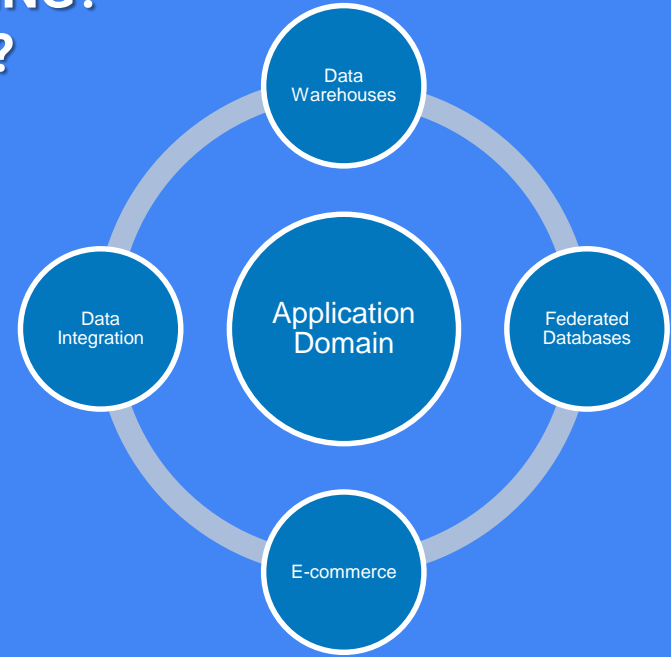 ?
Data
Warehouses
Data
Integration
Application
Domain
Federated
Databases
E-commerce